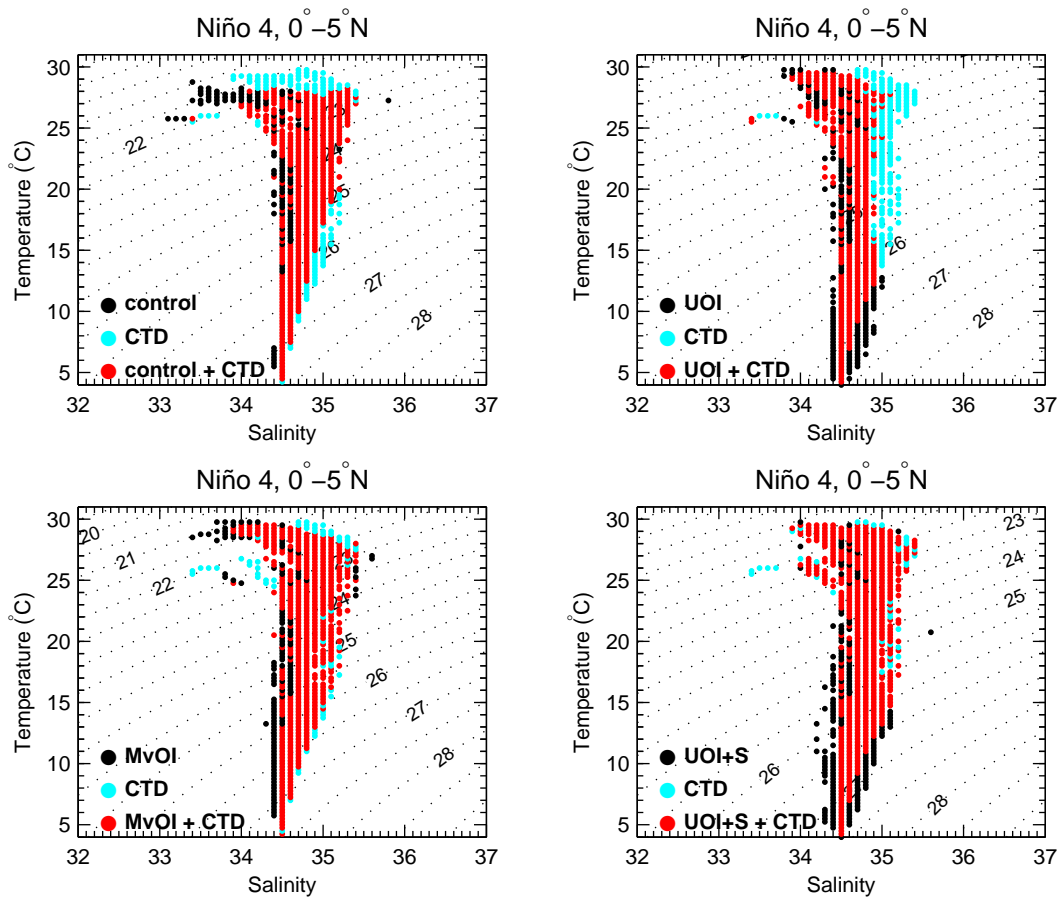 Niño 4, 0°–5°N
Temperature (°C)
30
25
20
15
10
5
22
23
24
25
26
27
28
control
CTD
control + CTD
32 33 34 35 36 37
Salinity
Niño 4, 0°–5°N
Temperature (°C)
30
25
20
15
10
5
25
26
27
28
UOI
CTD
UOI + CTD
32 33 34 35 36 37
Salinity
Niño 4, 0°–5°N
Temperature (°C)
30
25
20
15
10
5
20
21
22
23
24
25
26
27
28
MvOI
CTD
MvOI + CTD
32 33 34 35 36 37
Salinity
Niño 4, 0°–5°N
Temperature (°C)
30
25
20
15
10
5
23
24
25
26
28
UOI+S
CTD
UOI+S + CTD
32 33 34 35 36 37
Salinity